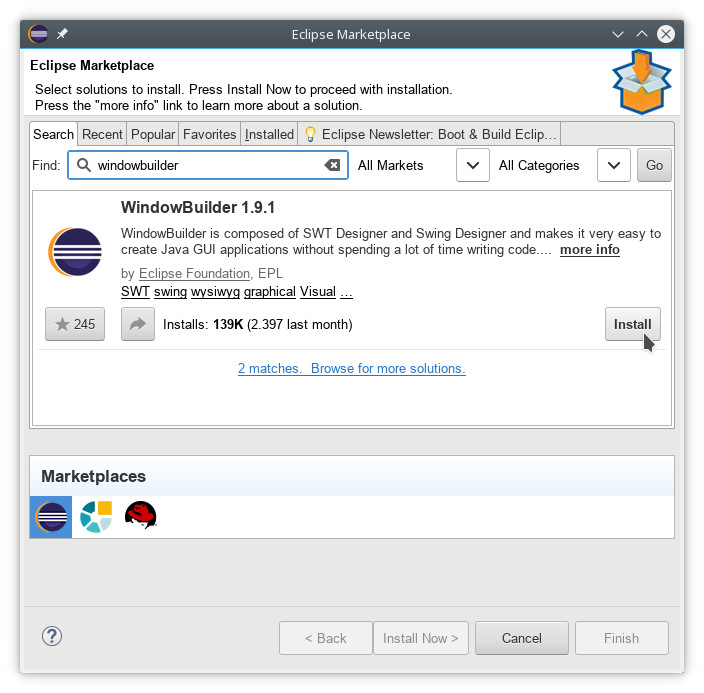 Eclipse Marketplace
Eclipse Marketplace
Select solutions to install. Press Install Now to proceed with installation.
Press the "more info" link to learn more about a solution.
Search Recent Popular Favorites Installed Eclipse Newsletter: Boot & Build Eclip…
Find: windowbuilder All Markets All Categories Go
WindowBuilder 1.9.1
WindowBuilder is composed of SWT Designer and Swing Designer and makes it very easy to
create Java GUI applications without spending a lot of time writing code.... more info
by Eclipse Foundation, EPL
SWT swing wysiwyg graphical Visual ...
245 Installs: 139K (2.397 last month) Install
2 matches. Browse for more solutions.
Marketplaces
? < Back Install Now > Cancel Finish